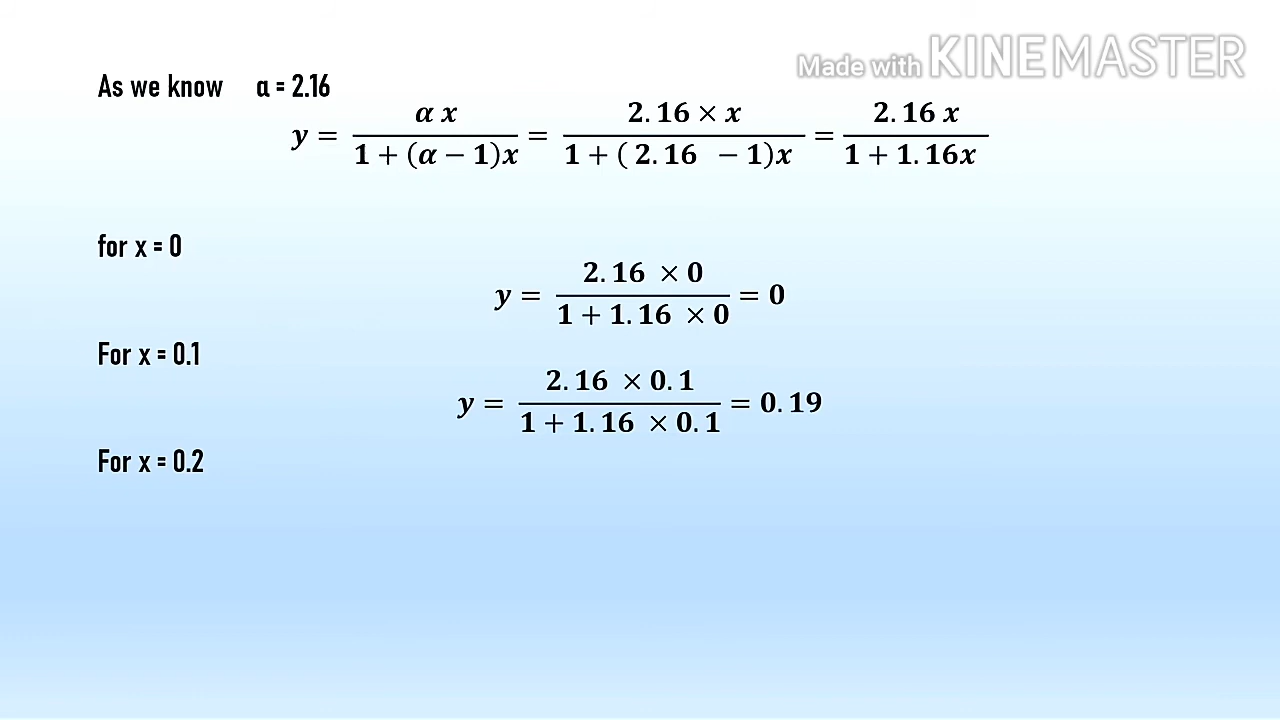 Made with KINEMASTER
As we know α = 2.16
y = α x / 1 + (α − 1)x = 2.16 × x / 1 + ( 2.16 − 1)x = 2.16 x / 1 + 1.16x
for x = 0
y = 2.16 × 0 / 1 + 1.16 × 0 = 0
For x = 0.1
y = 2.16 × 0.1 / 1 + 1.16 × 0.1 = 0.19
For x = 0.2